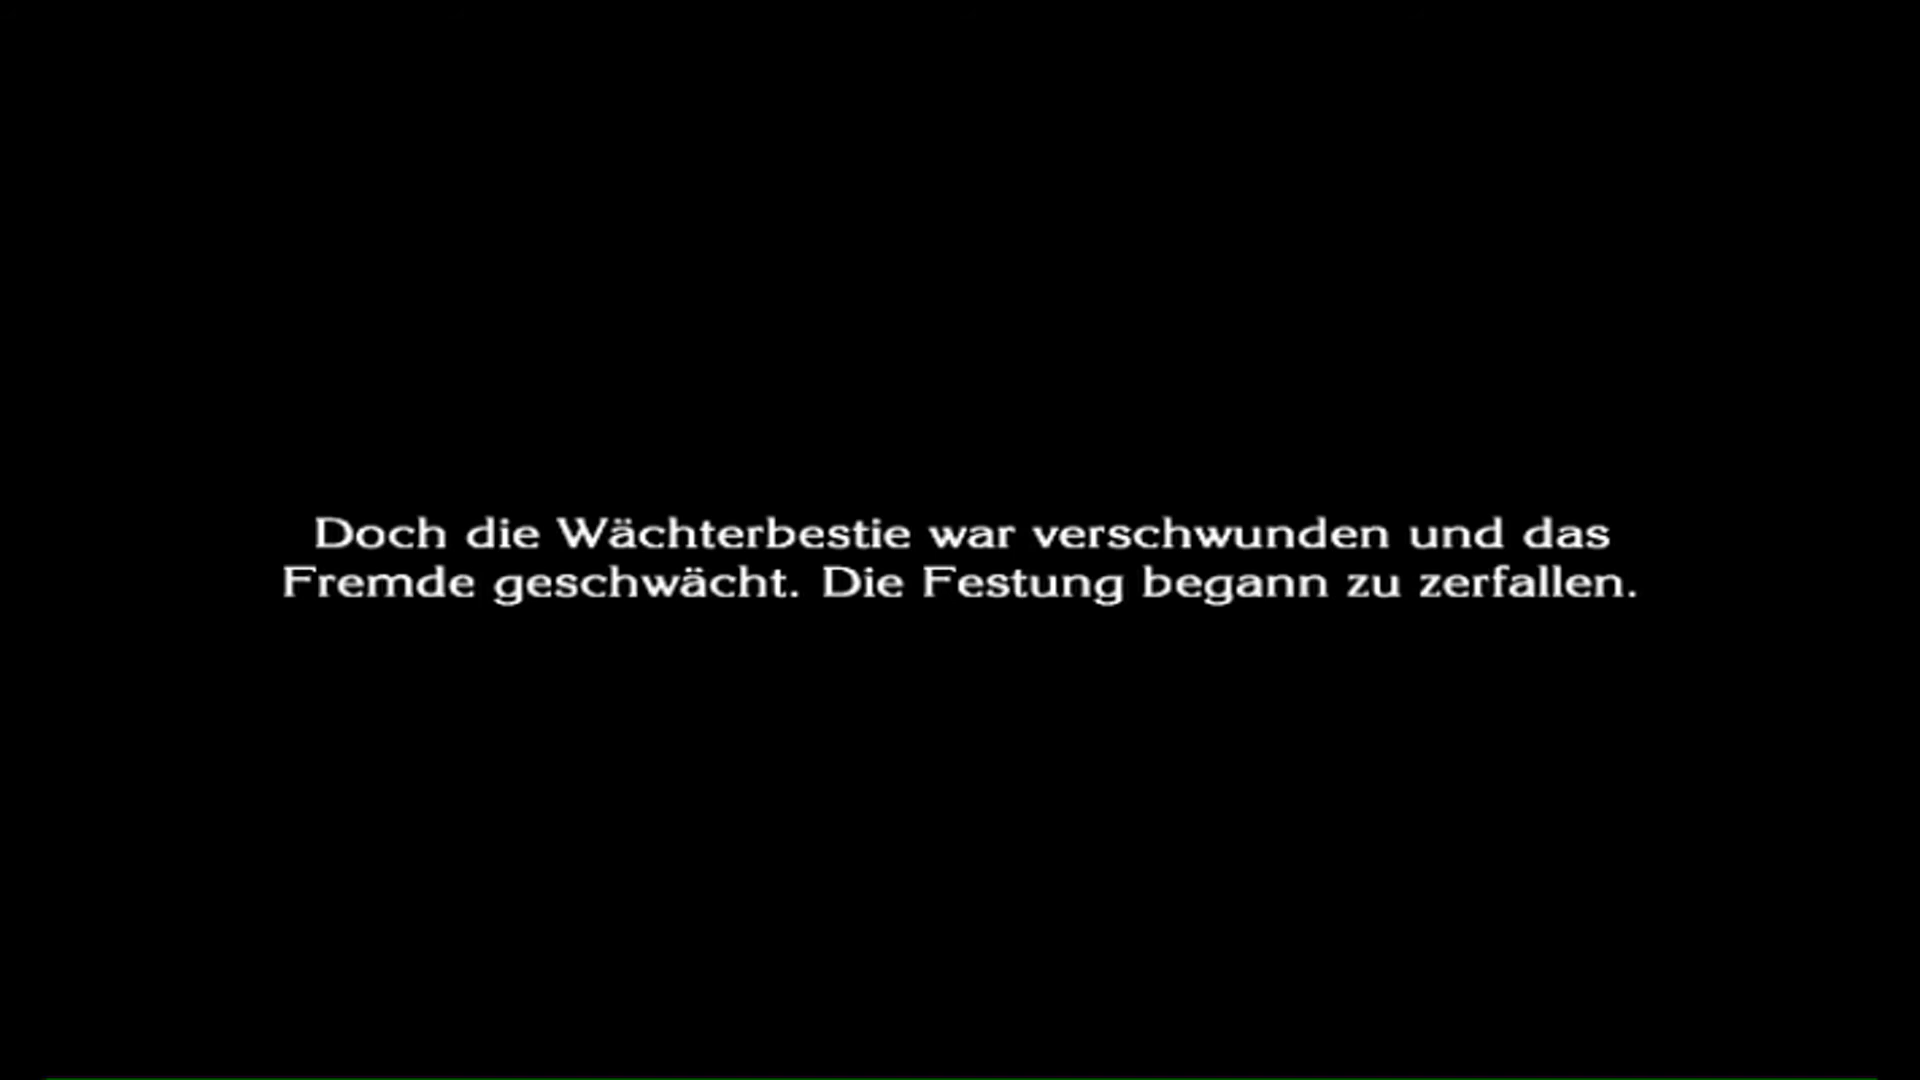 Doch die Wächterbestie war verschwunden und das
Fremde geschwächt. Die Festung begann zu zerfallen.